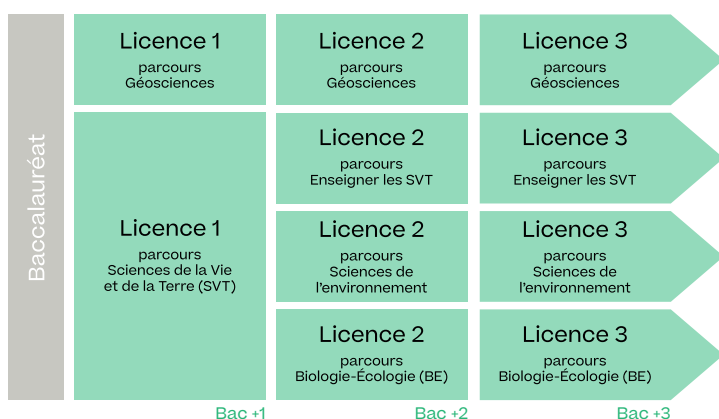 Baccalauréat
Licence 1
parcours
Géosciences
Licence 2
parcours
Géosciences
Licence 3
parcours
Géosciences
Licence 1
parcours
Sciences de la Vie
et de la Terre (SVT)
Licence 2
parcours
Enseigner les SVT
Licence 3
parcours
Enseigner les SVT
Licence 2
parcours
Sciences de
l’environnement
Licence 3
parcours
Sciences de
l’environnement
Licence 2
parcours
Biologie-Écologie (BE)
Licence 3
parcours
Biologie-Écologie (BE)
Bac +1
Bac +2
Bac +3